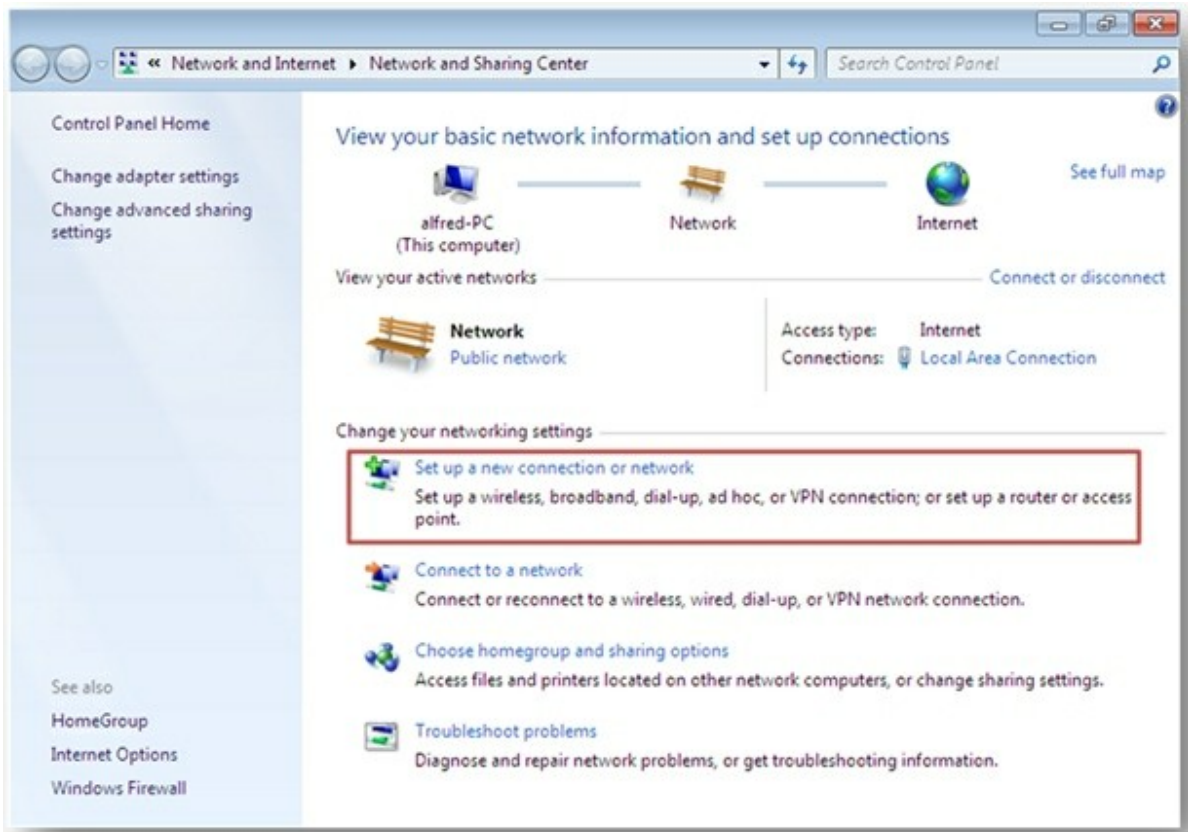 « Network and Internet ▸ Network and Sharing Center
Search Control Panel
Control Panel Home
Change adapter settings
Change advanced sharing
settings
See also
HomeGroup
Internet Options
Windows Firewall
View your basic network information and set up connections
See full map
alfred-PC
(This computer)
Network
Internet
View your active networks
Connect or disconnect
Network
Public network
Access type: Internet
Connections: Local Area Connection
Change your networking settings
Set up a new connection or network
Set up a wireless, broadband, dial-up, ad hoc, or VPN connection; or set up a router or access
point.
Connect to a network
Connect or reconnect to a wireless, wired, dial-up, or VPN network connection.
Choose homegroup and sharing options
Access files and printers located on other network computers, or change sharing settings.
Troubleshoot problems
Diagnose and repair network problems, or get troubleshooting information.